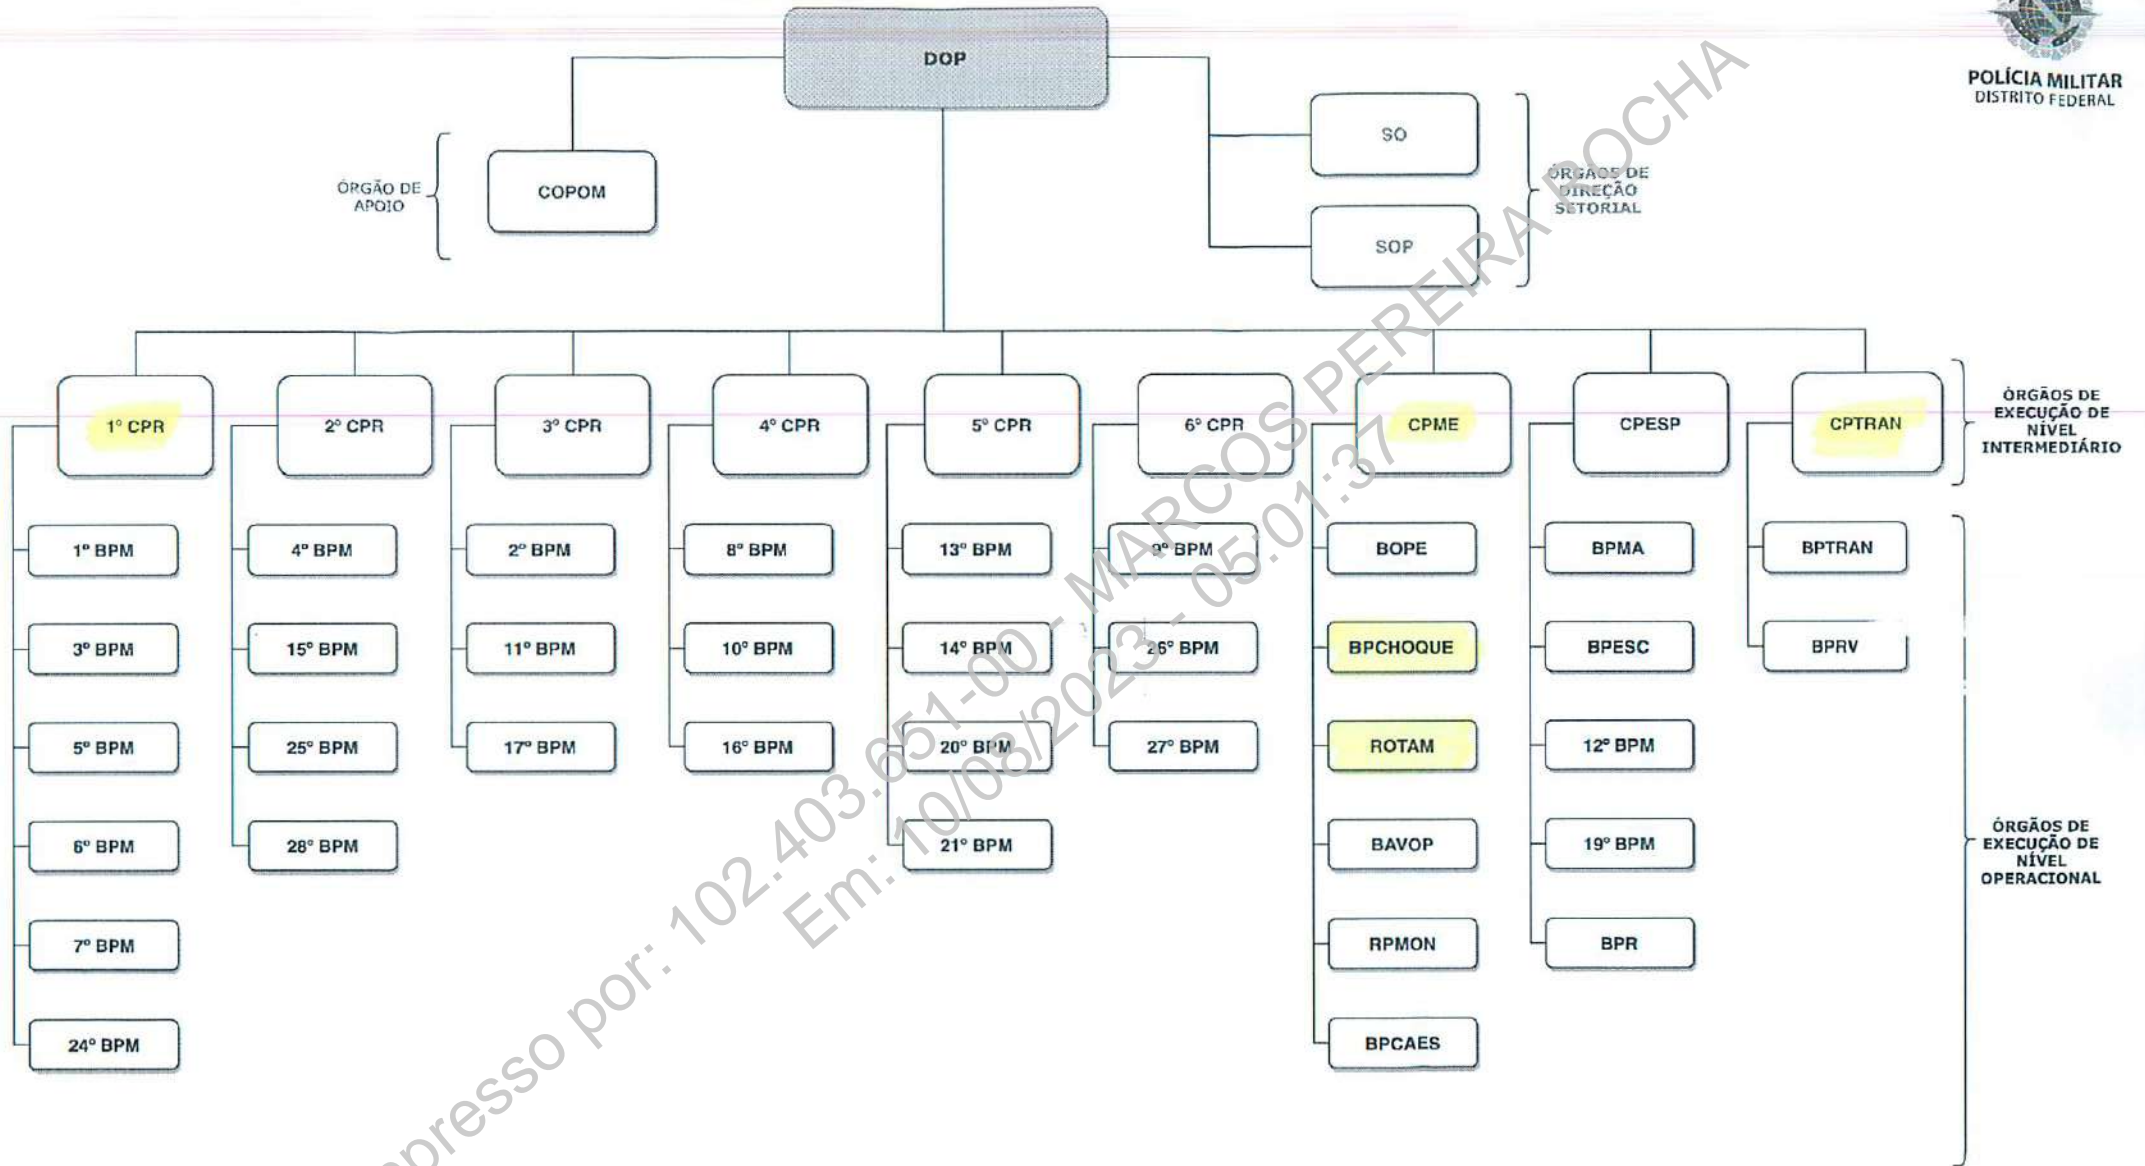 DOP
POLÍCIA MILITAR
DISTRITO FEDERAL
SO
ÓRGÃO DE
APOIO
COPOM
ÓRGÃOS DE
DIREÇÃO
SETORIAL
SOP
1º CPR
2º CPR
3º CPR
4º CPR
5º CPR
6º CPR
CPME
CPESP
CPTRAN
ÓRGÃOS DE
EXECUÇÃO DE
NÍVEL
INTERMEDIÁRIO
1º BPM
4º BPM
2º BPM
8º BPM
13º BPM
9º BPM
BOPE
BPMA
BPTRAN
3º BPM
15º BPM
11º BPM
10º BPM
14º BPM
26º BPM
BPCHOQUE
BPESC
BPRV
5º BPM
25º BPM
17º BPM
16º BPM
20º BPM
27º BPM
ROTAM
12º BPM
6º BPM
28º BPM
21º BPM
BAVOP
19º BPM
ÓRGÃOS DE
EXECUÇÃO DE
NÍVEL
OPERACIONAL
7º BPM
RPMON
BPR
24º BPM
BPCAES
presso por: 102.403.651-00 - MARCOS PEREIRA ROCHA
Em: 10/08/2023 - 05:01:37